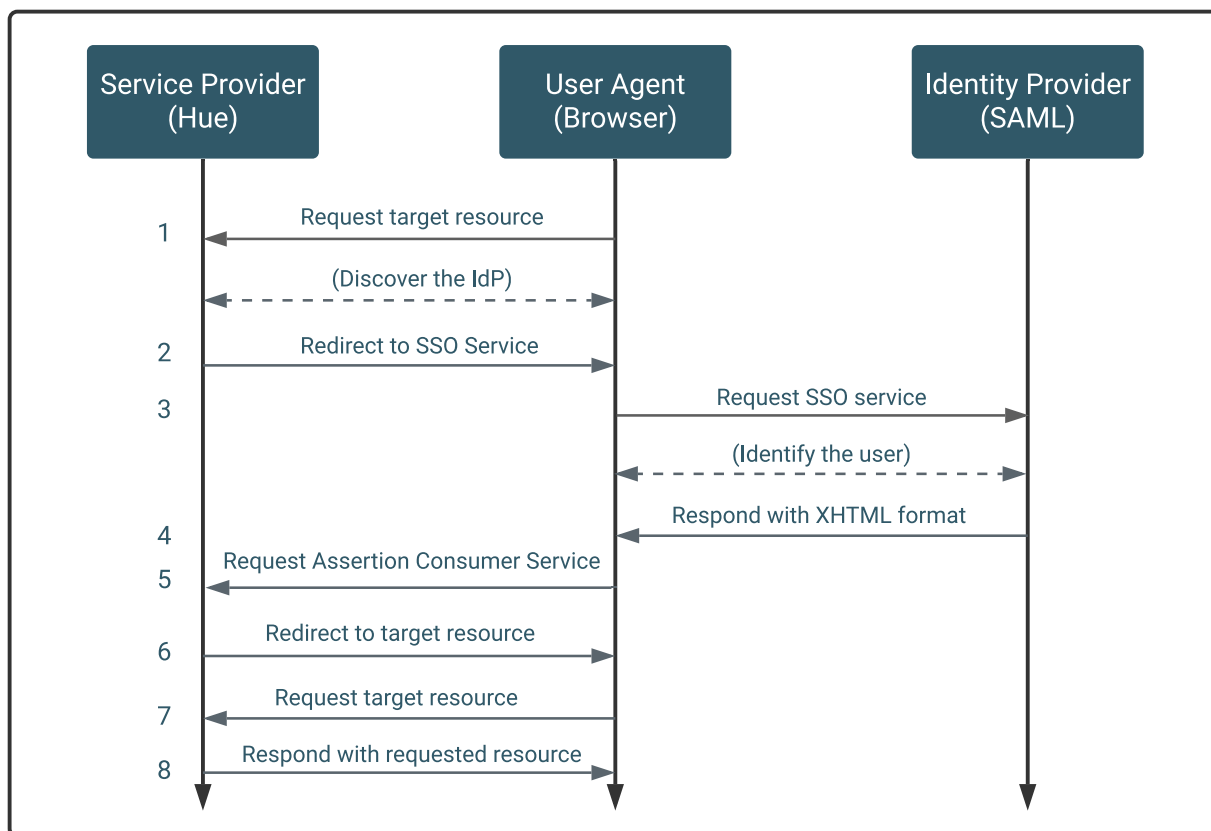 Service Provider
(Hue)
User Agent
(Browser)
Identity Provider
(SAML)
1
Request target resource
(Discover the IdP)
2
Redirect to SSO Service
3
Request SSO service
(Identify the user)
4
Respond with XHTML format
5
Request Assertion Consumer Service
6
Redirect to target resource
7
Request target resource
8
Respond with requested resource